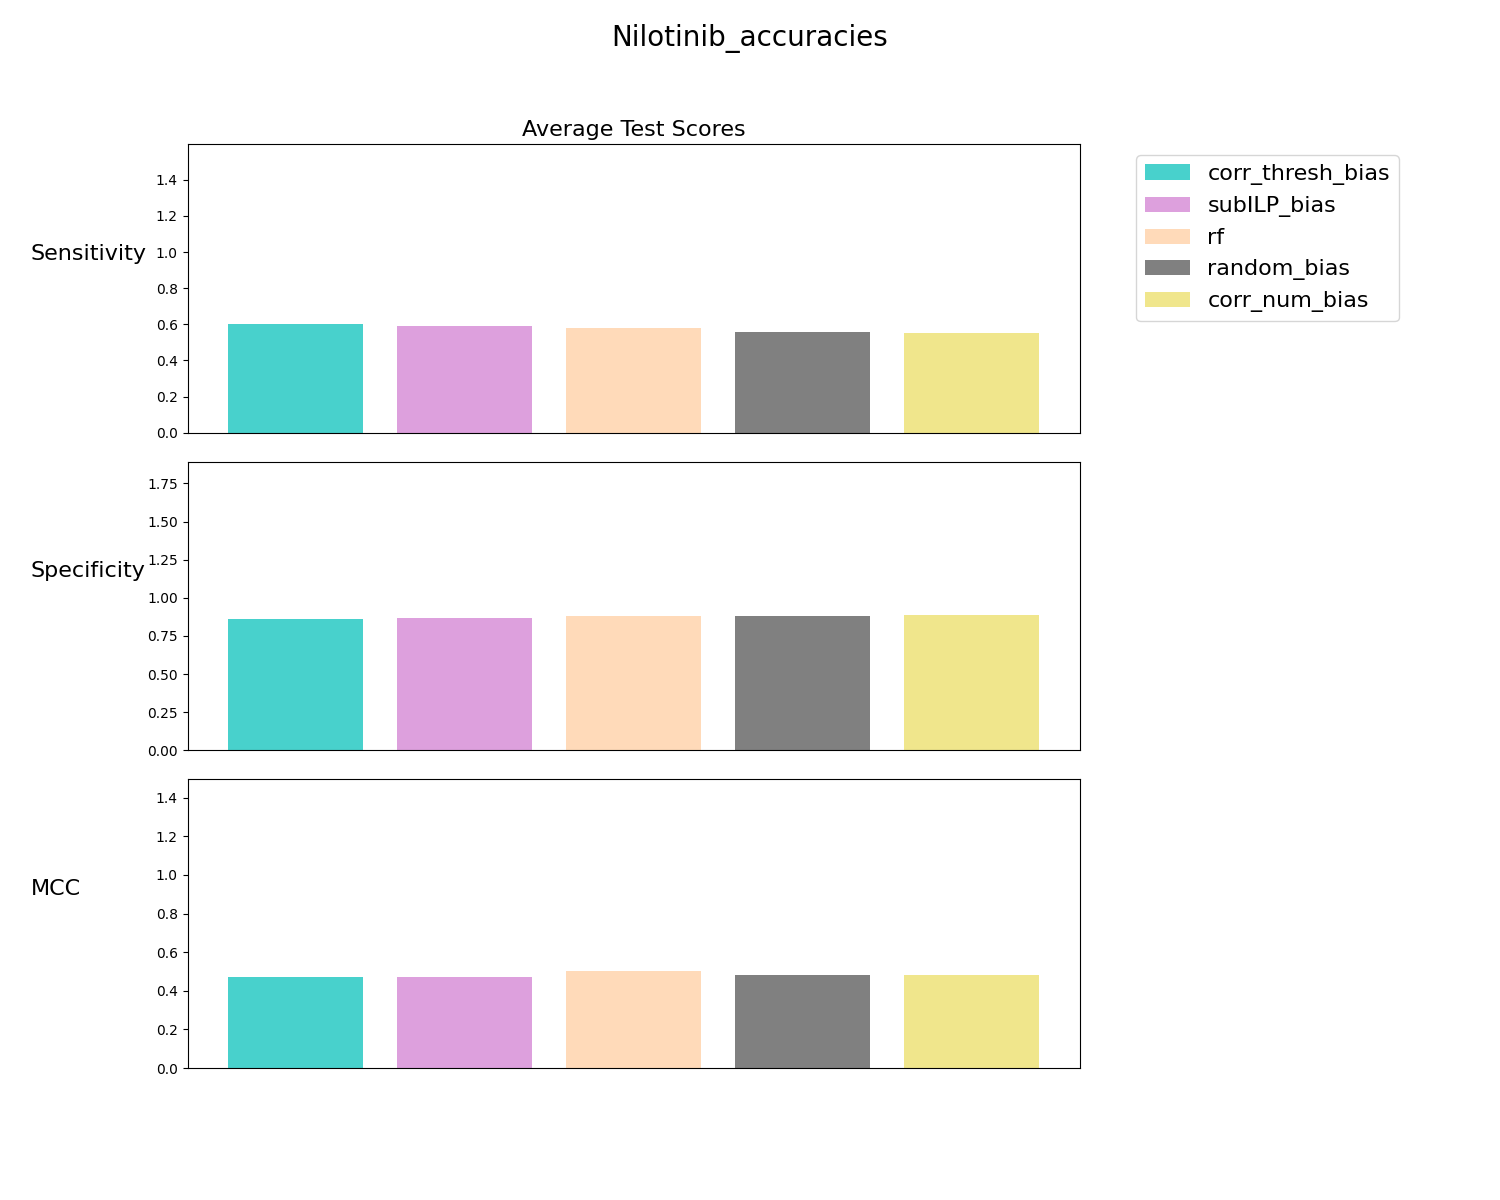 Nilotinib_accuracies
Average Test Scores
Sensitivity
1.4
1.2
1.0
0.8
0.6
0.4
0.2
0.0
corr_thresh_bias
subILP_bias
rf
random_bias
corr_num_bias
Specificity
1.75
1.50
1.25
1.00
0.75
0.50
0.25
0.00
MCC
1.4
1.2
1.0
0.8
0.6
0.4
0.2
0.0